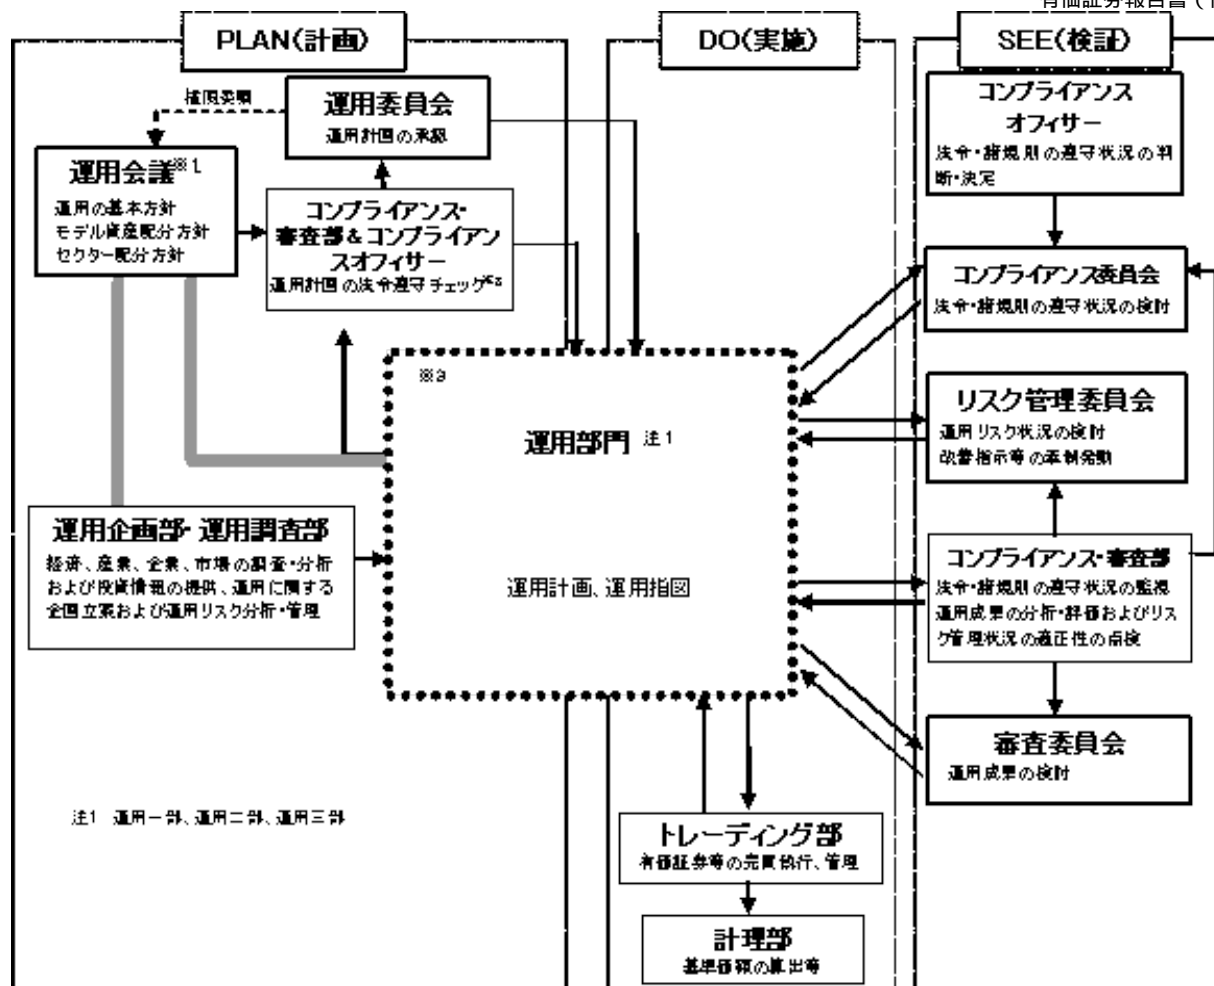 有価証券報告書
PLAN(計画)
DO(実施)
SEE(検証)
権限委嘱
運用委員会
運用計画の承認
運用会議※1
運用の基本方針
モデル資産配分方針
セクター配分方針
コンプライアンス・
審査部&コンプライアン
スオフィサー
運用計画の法令遵守チェック※2
コンプライアンス
オフィサー
法令・諸規則の遵守状況の判
断・決定
コンプライアンス委員会
法令・諸規則の遵守状況の検討
※3
運用部門 注1
運用計画、運用指図
リスク管理委員会
運用リスク状況の検討
改善指示等の牽制発動
運用企画部・運用調査部
経済、産業、企業、市場の調査・分析
および投資情報の提供、運用に関する
企画立案および運用リスク分析・管理
コンプライアンス・審査部
法令・諸規則の遵守状況の監視
運用成果の分析・評価およびリス
ク管理状況の適正性の点検
審査委員会
運用成果の検討
注1 運用一部、運用二部、運用三部
トレーディング部
有価証券等の売買執行、管理
計理部
基準価額の算出等